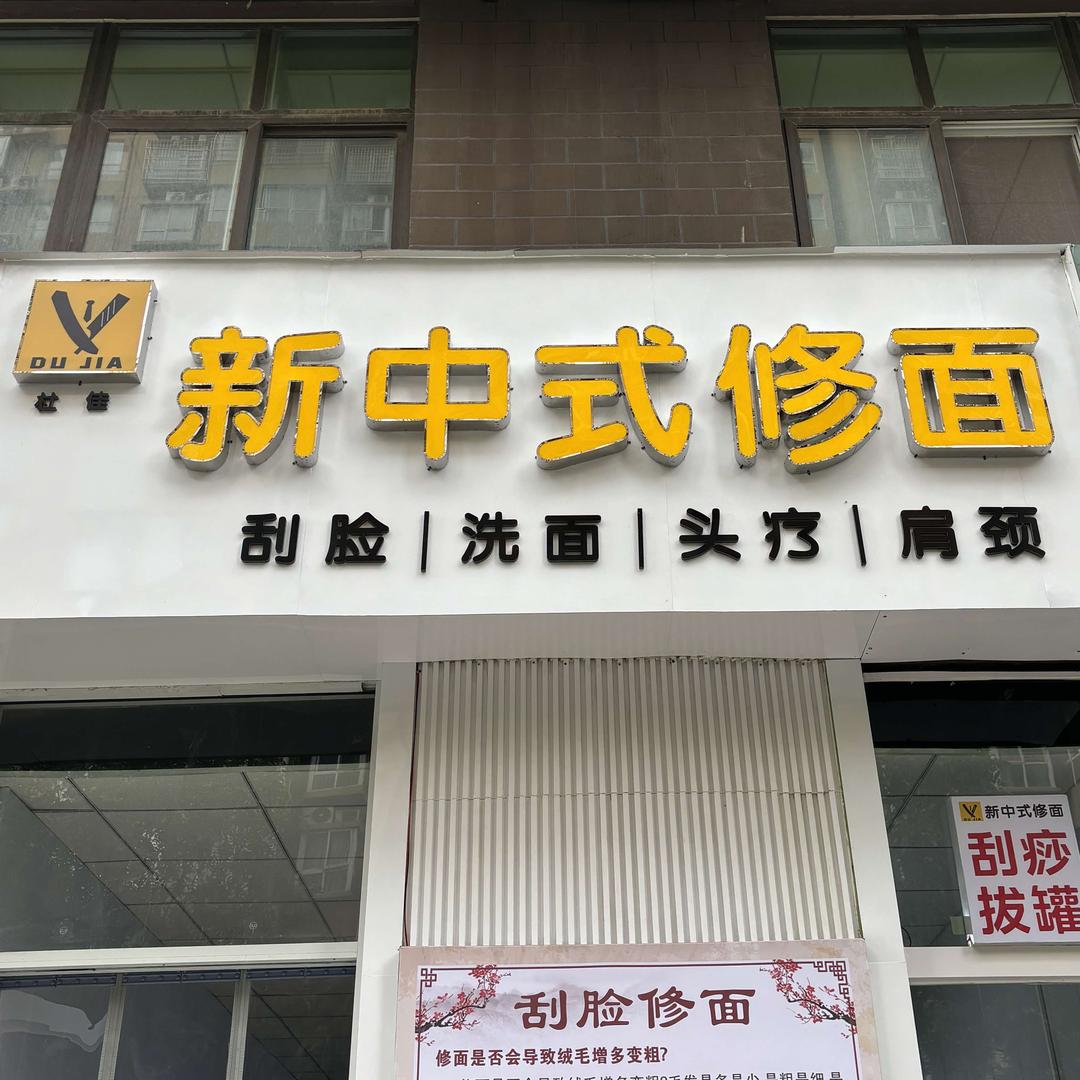 DU JIA
杜佳
新中式修面
刮脸|洗面|头疗|肩颈
DU JIA
新中式修面
刮痧
拔罐
刮脸修面
修面是否会导致绒毛增多变粗?